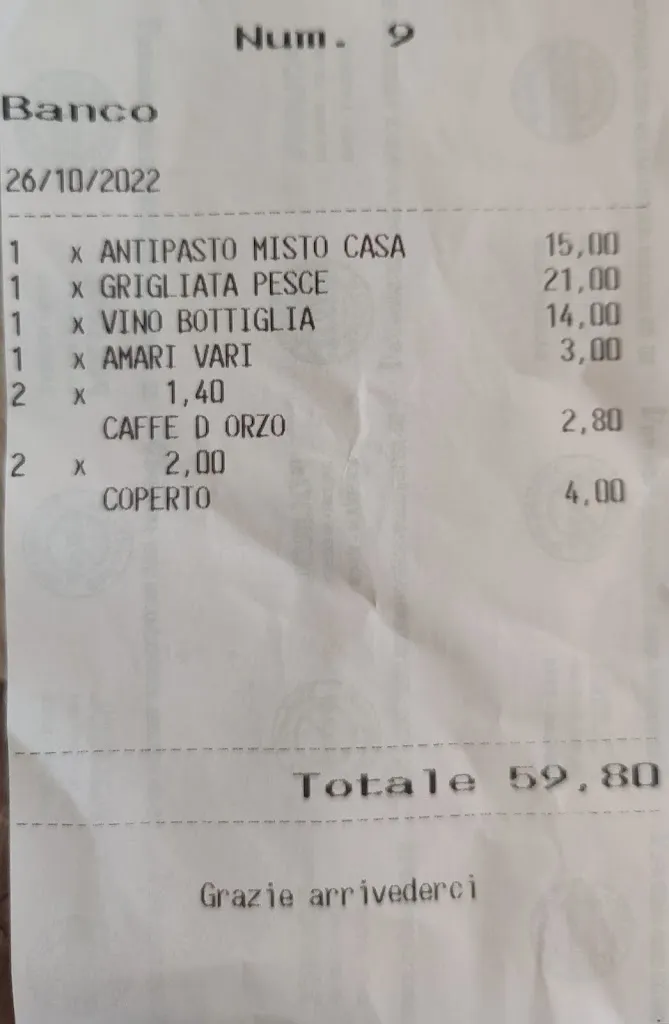 Num. 9
Banco
26/10/2022
1 x ANTIPASTO MISTO CASA 15,00
1 x GRIGLIATA PESCE 21,00
1 x VINO BOTTIGLIA 14,00
1 x AMARI VARI 3,00
2 x 1,40
CAFFE D ORZO 2,80
2 x 2,00
COPERTO 4,00
Totale 59,80
Grazie arrivederci